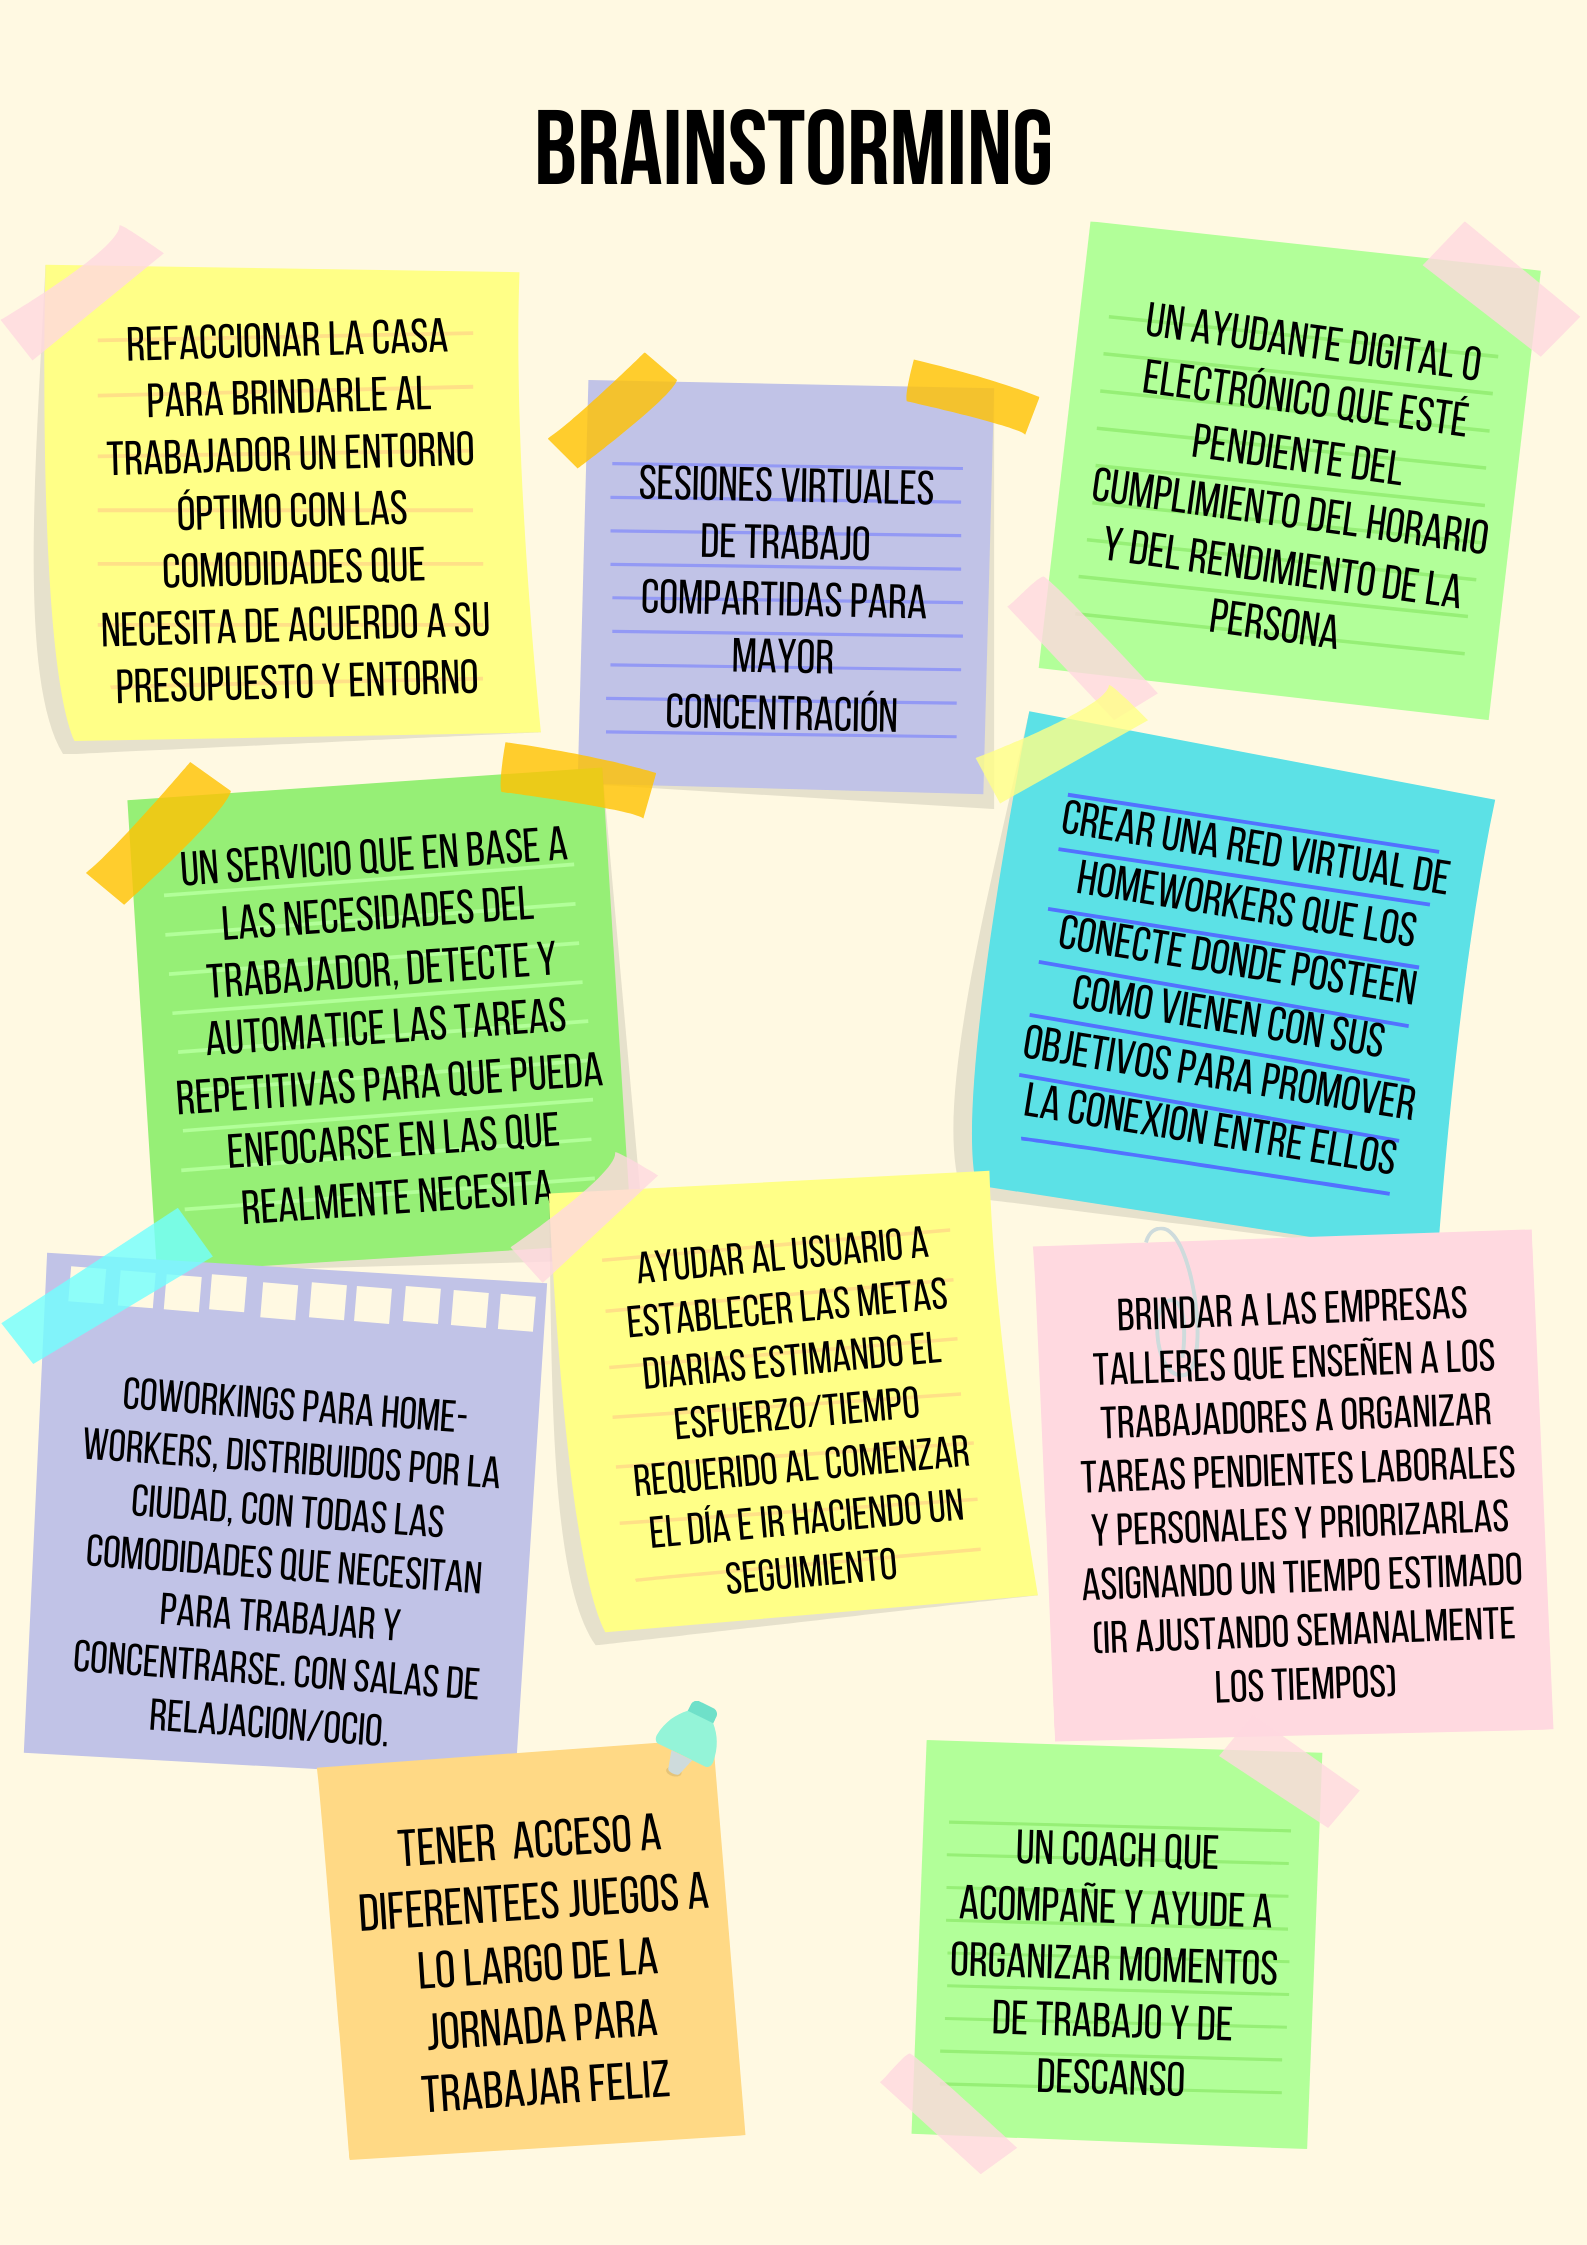 BRAINSTORMING
REFACCIONAR LA CASA
PARA BRINDARLE AL
TRABAJADOR UN ENTORNO
ÓPTIMO CON LAS
COMODIDADES QUE
NECESITA DE ACUERDO A SU
PRESUPUESTO Y ENTORNO
SESIONES VIRTUALES
DE TRABAJO
COMPARTIDAS PARA
MAYOR
CONCENTRACIÓN
UN AYUDANTE DIGITAL O
ELECTRÓNICO QUE ESTÉ
PENDIENTE DEL
CUMPLIMIENTO DEL HORARIO
Y DEL RENDIMIENTO DE LA
PERSONA
UN SERVICIO QUE EN BASE A
LAS NECESIDADES DEL
TRABAJADOR, DETECTE Y
AUTOMATICE LAS TAREAS
REPETITIVAS PARA QUE PUEDA
ENFOCARSE EN LAS QUE
REALMENTE NECESITA
CREAR UNA RED VIRTUAL DE
HOMEWORKERS QUE LOS
CONECTE DONDE POSTEEN
COMO VIENEN CON SUS
OBJETIVOS PARA PROMOVER
LA CONEXION ENTRE ELLOS
COWORKINGS PARA HOME-
WORKERS, DISTRIBUIDOS POR LA
CIUDAD, CON TODAS LAS
COMODIDADES QUE NECESITAN
PARA TRABAJAR Y
CONCENTRARSE. CON SALAS DE
RELAJACION/OCIO.
AYUDAR AL USUARIO A
ESTABLECER LAS METAS
DIARIAS ESTIMANDO EL
ESFUERZO/TIEMPO
REQUERIDO AL COMENZAR
EL DÍA E IR HACIENDO UN
SEGUIMIENTO
BRINDAR A LAS EMPRESAS
TALLERES QUE ENSEÑEN A LOS
TRABAJADORES A ORGANIZAR
TAREAS PENDIENTES LABORALES
Y PERSONALES Y PRIORIZARLAS
ASIGNANDO UN TIEMPO ESTIMADO
(IR AJUSTANDO SEMANALMENTE
LOS TIEMPOS)
TENER ACCESO A
DIFERENTEES JUEGOS A
LO LARGO DE LA
JORNADA PARA
TRABAJAR FELIZ
UN COACH QUE
ACOMPAÑE Y AYUDE A
ORGANIZAR MOMENTOS
DE TRABAJO Y DE
DESCANSO